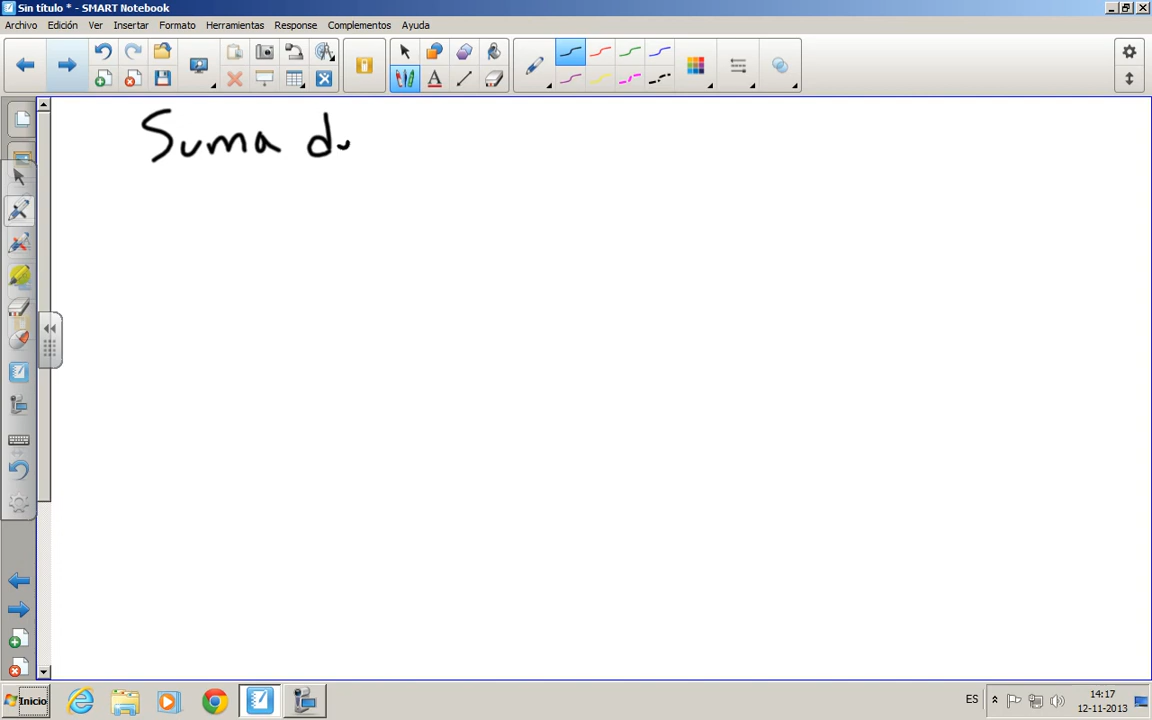 Sin título * - SMART Notebook
Archivo Edición Ver Insertar Formato Herramientas Response Complementos Ayuda
Suma d
Inicio
ES
14:17
12-11-2013